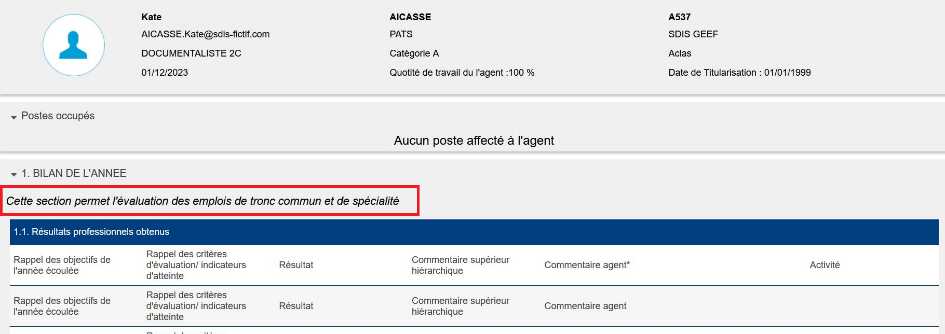 Kate
AICASSE
A537
AICASSE.Kate@sdis-fictif.com
PATS
SDIS GEEF
DOCUMENTALISTE 2C
Catégorie A
Aclas
01/12/2023
Quotité de travail du l'agent :100 %
Date de Titularisation : 01/01/1999
Postes occupés
Aucun poste affecté à l'agent
1. BILAN DE L'ANNEE
Cette section permet l'évaluation des emplois de tronc commun et de spécialité
1.1. Résultats professionnels obtenus
Rappel des objectifs de
l'année écoulée
Rappel des critères
d'évaluation/ indicateurs
d'atteinte
Résultat
Commentaire supérieur
hiérarchique
Commentaire agent*
Activité
Rappel des objectifs de
l'année écoulée
Rappel des critères
d'évaluation/ indicateurs
d'atteinte
Résultat
Commentaire supérieur
hiérarchique
Commentaire agent